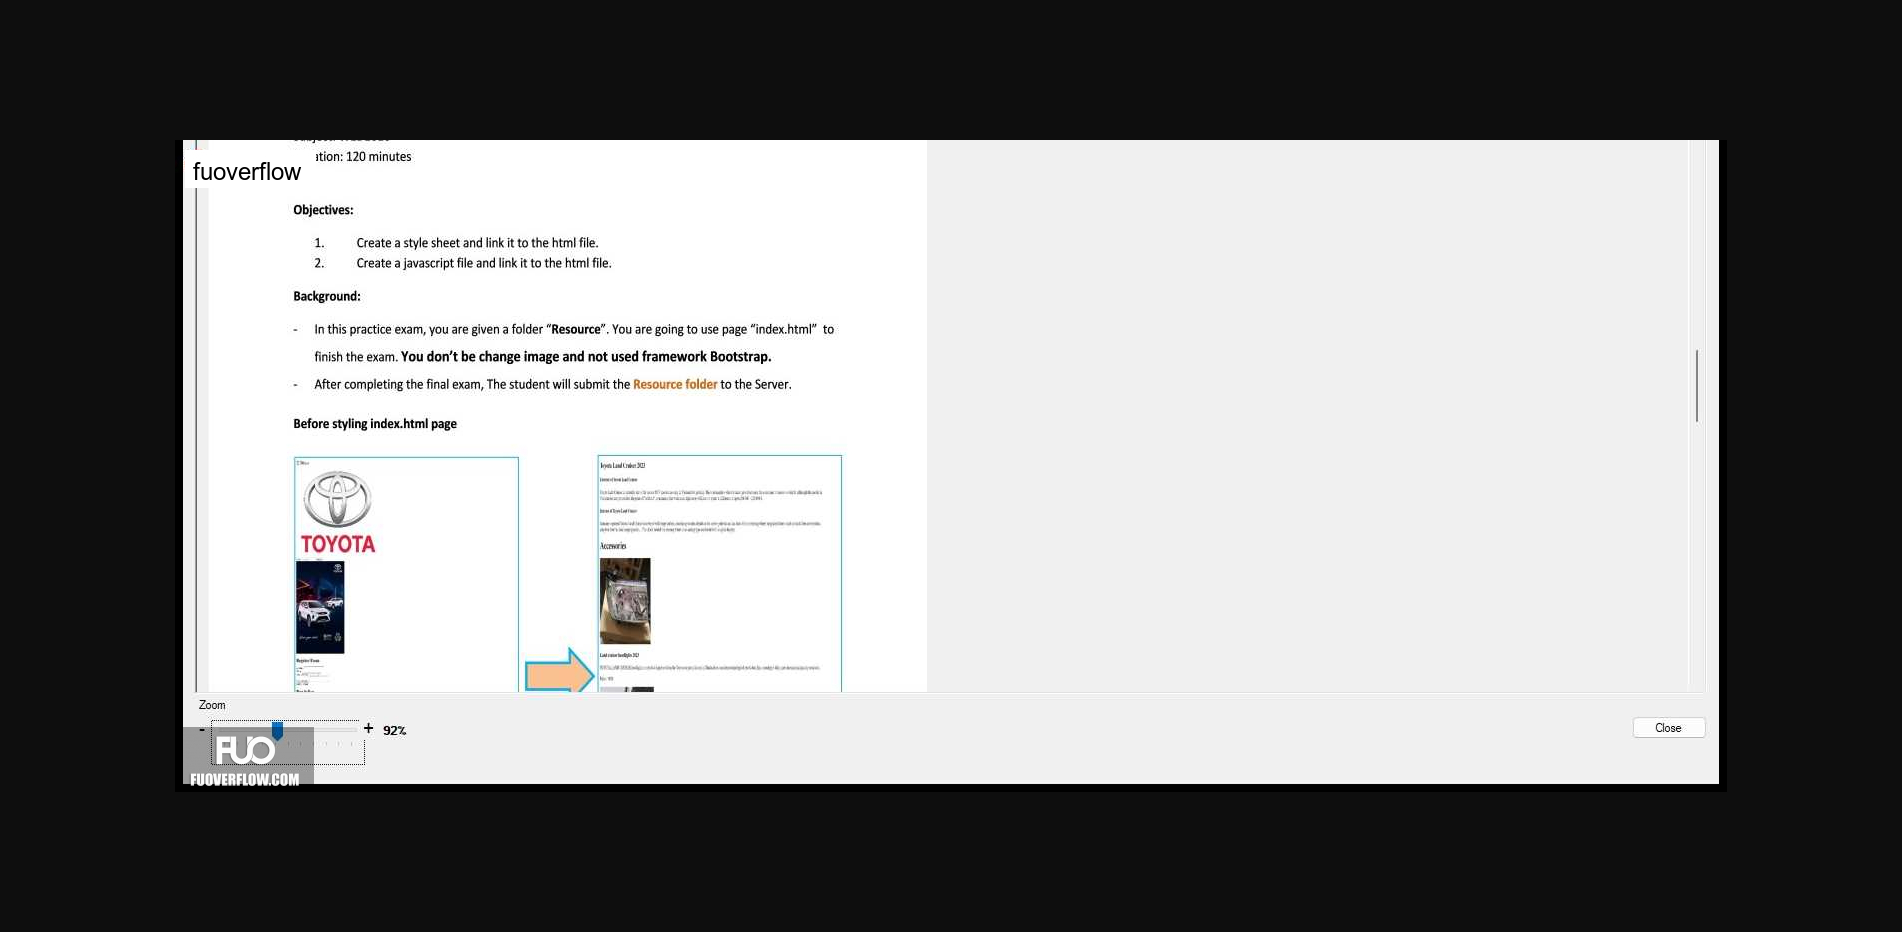 ation: 120 minutes
fuoverflow
Objectives:
1. Create a style sheet and link it to the html file.
2. Create a javascript file and link it to the html file.
Background:
- In this practice exam, you are given a folder “Resource”. You are going to use page “index.html” to
finish the exam. You don’t be change image and not used framework Bootstrap.
- After completing the final exam, The student will submit the Resource folder to the Server.
Before styling index.html page
TOYOTA
Toyota Land Cruiser 2023
Accessories
Land cruiser headlights 2023
Zoom
- + 92%
Close
FUO
FUOVERFLOW.COM